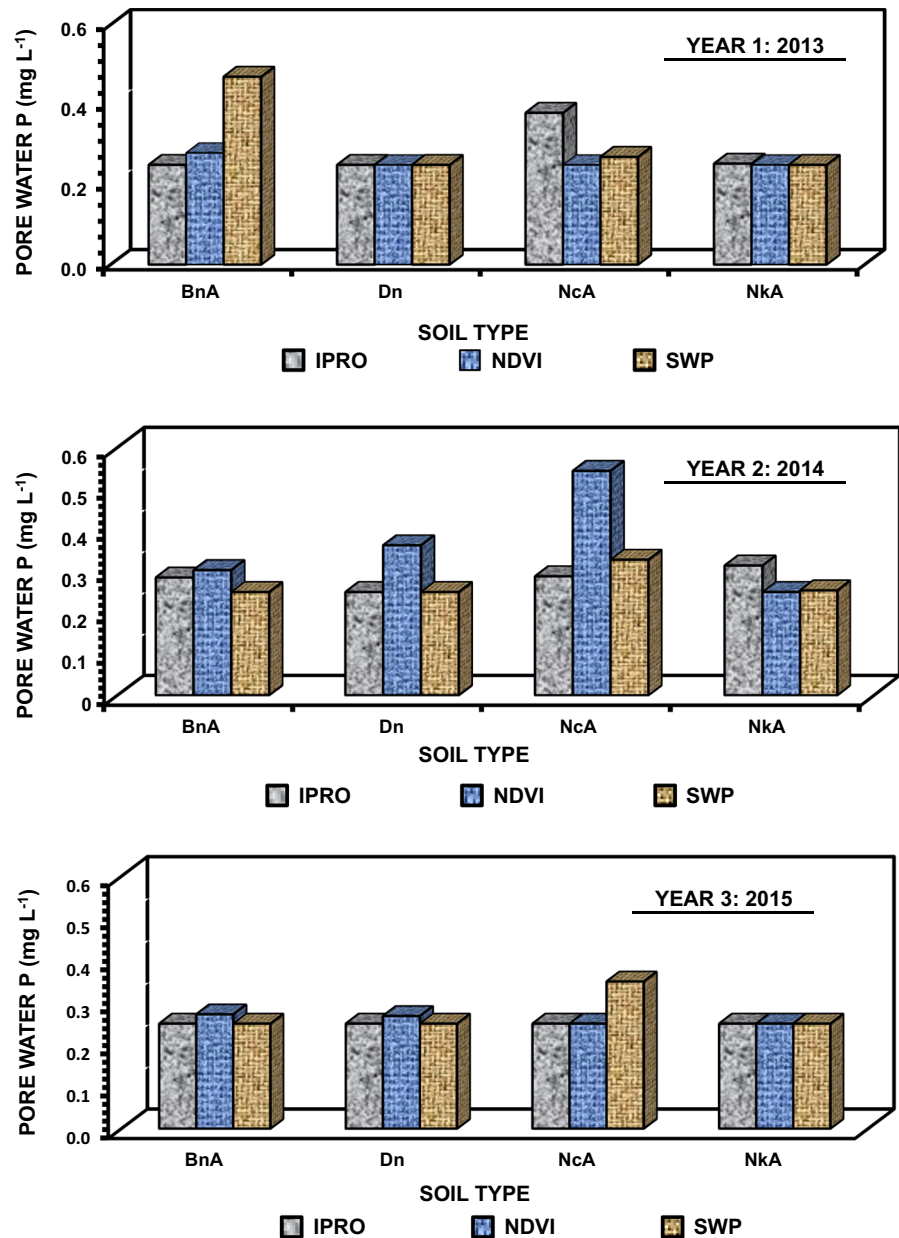 YEAR 1: 2013
PORE WATER P (mg L-1)
0.6
0.4
0.2
0.0
BnA Dn NcA NkA
SOIL TYPE
IPRO NDVI SWP
YEAR 2: 2014
PORE WATER P (mg L-1)
0.6
0.5
0.4
0.3
0.2
0.1
0
BnA Dn NcA NkA
SOIL TYPE
IPRO NDVI SWP
YEAR 3: 2015
PORE WATER P (mg L-1)
0.6
0.5
0.4
0.3
0.2
0.1
0.0
BnA Dn NcA NkA
SOIL TYPE
IPRO NDVI SWP